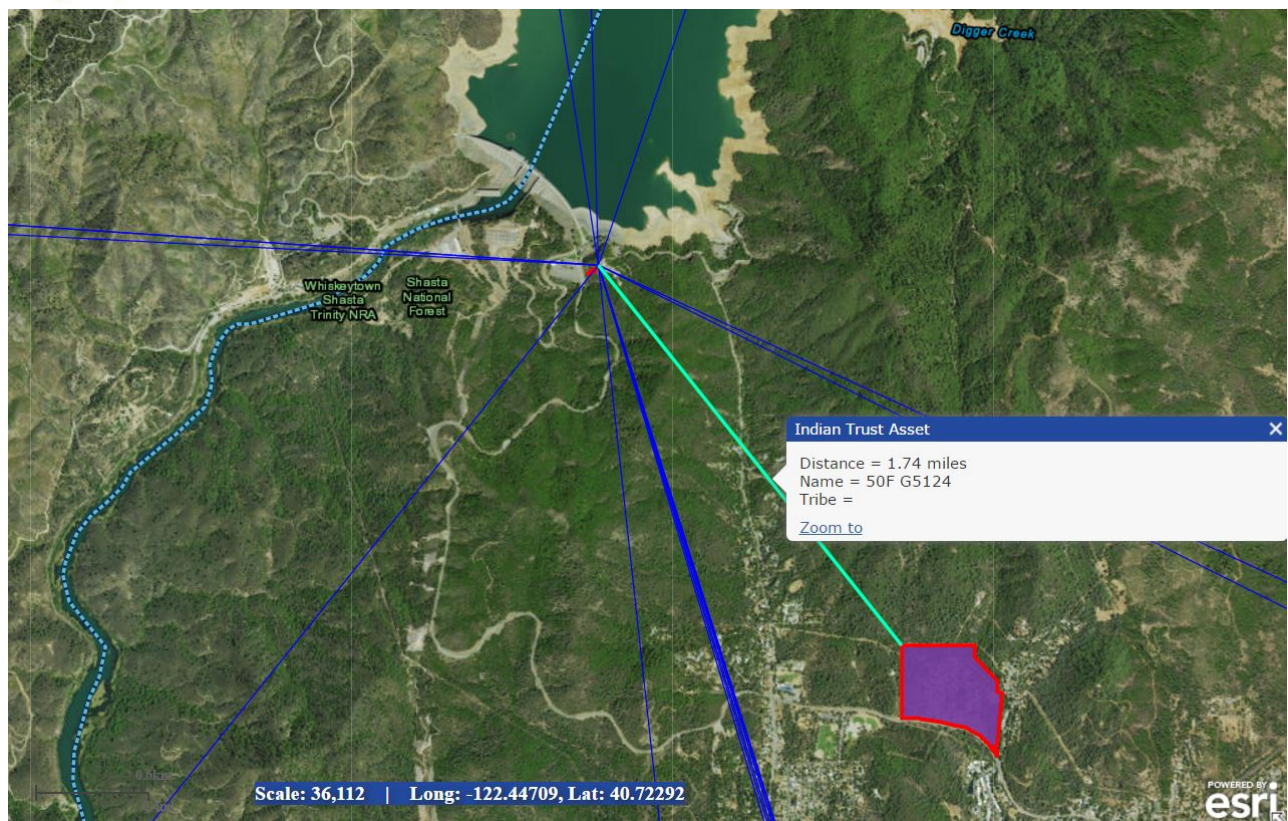 Digger Creek
Whiskeytown
Shasta
Trinity NRA
Shasta
National
Forest
Indian Trust Asset
Distance = 1.74 miles
Name = 50F G5124
Tribe =
Zoom to
Scale: 36,112 | Long: -122.44709, Lat: 40.72292
POWERED BY
esri